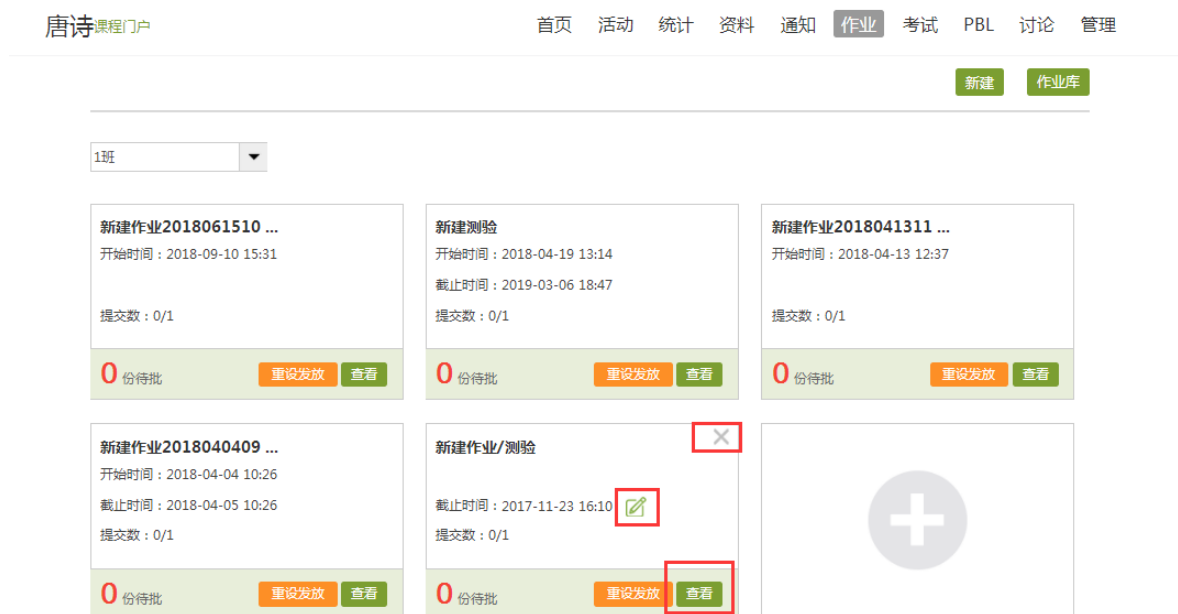 唐诗课程门户 首页 活动 统计 资料 通知 作业 考试 PBL 讨论 管理
新建 作业库
1班
新建作业2018061510 ...
开始时间：2018-09-10 15:31
提交数：0/1
0 份待批 重设发放 查看
新建测验
开始时间：2018-04-19 13:14
截止时间：2019-03-06 18:47
提交数：0/1
0 份待批 重设发放 查看
新建作业2018041311 ...
开始时间：2018-04-13 12:37
提交数：0/1
0 份待批 重设发放 查看
新建作业2018040409 ...
开始时间：2018-04-04 10:26
截止时间：2018-04-05 10:26
提交数：0/1
0 份待批 重设发放 查看
新建作业/测验
截止时间：2017-11-23 16:10
提交数：0/1
0 份待批 重设发放 查看